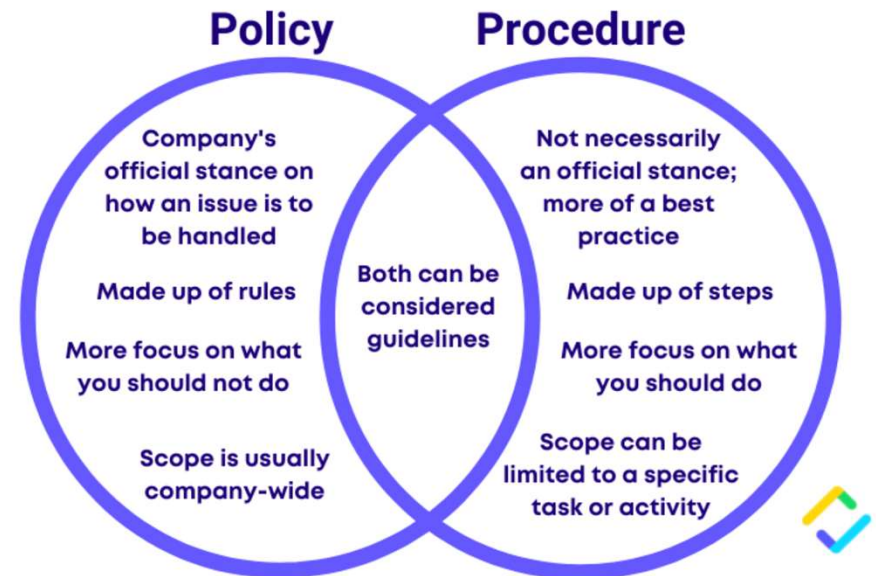 Policy
Procedure
Company's
official stance on
how an issue is to
be handled
Made up of rules
More focus on what
you should not do
Scope is usually
company-wide
Both can be
considered
guidelines
Not necessarily
an official stance;
more of a best
practice
Made up of steps
More focus on what
you should do
Scope can be
limited to a specific
task or activity